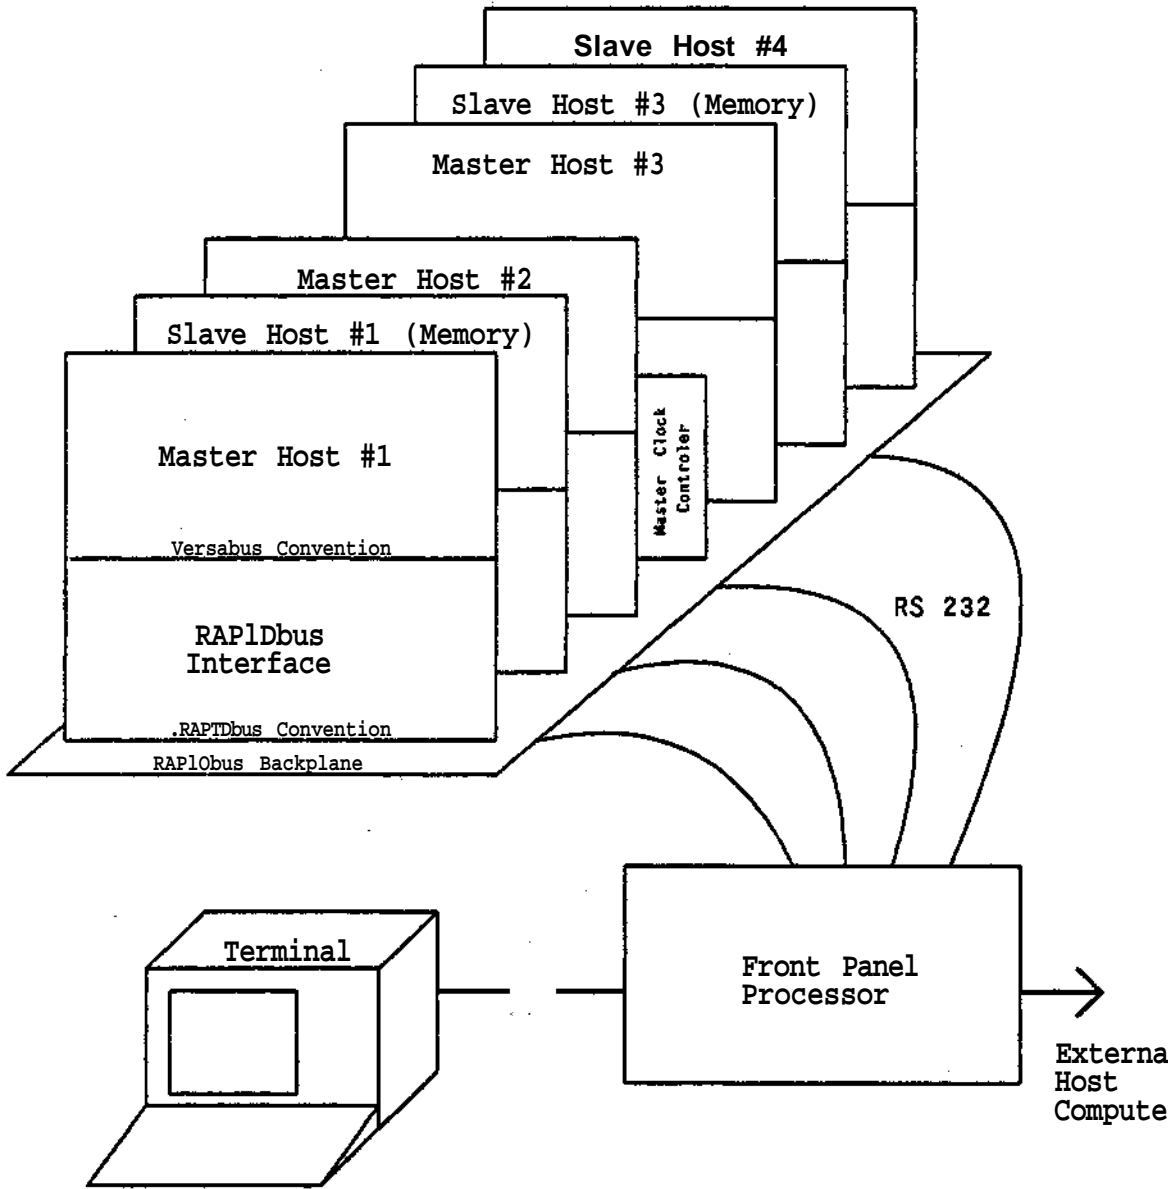 Slave Host #4
Slave Host #3 (Memory)
Master Host #3
Master Host #2
Slave Host #1 (Memory)
Master Host #1
Master Clock
Controler
Versabus Convention
RS 232
RAPlDbus
Interface
.RAPTDbus Convention
RAPlObus Backplane
Terminal
Front Panel
Processor
Externa
Host
Compute